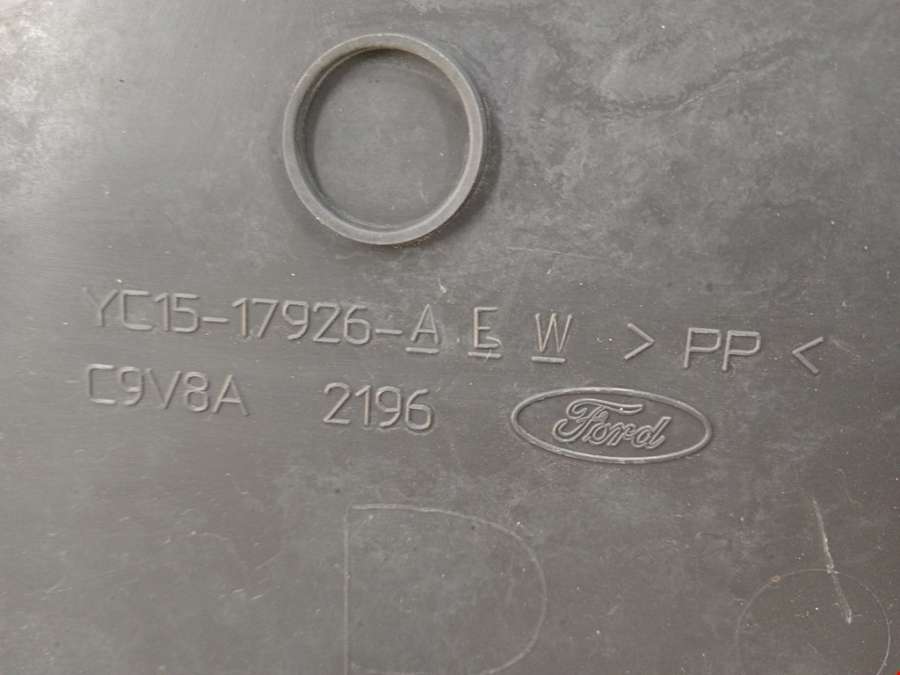 YC15-17926-A E W >PP<
C9V8A 2196 Ford
D